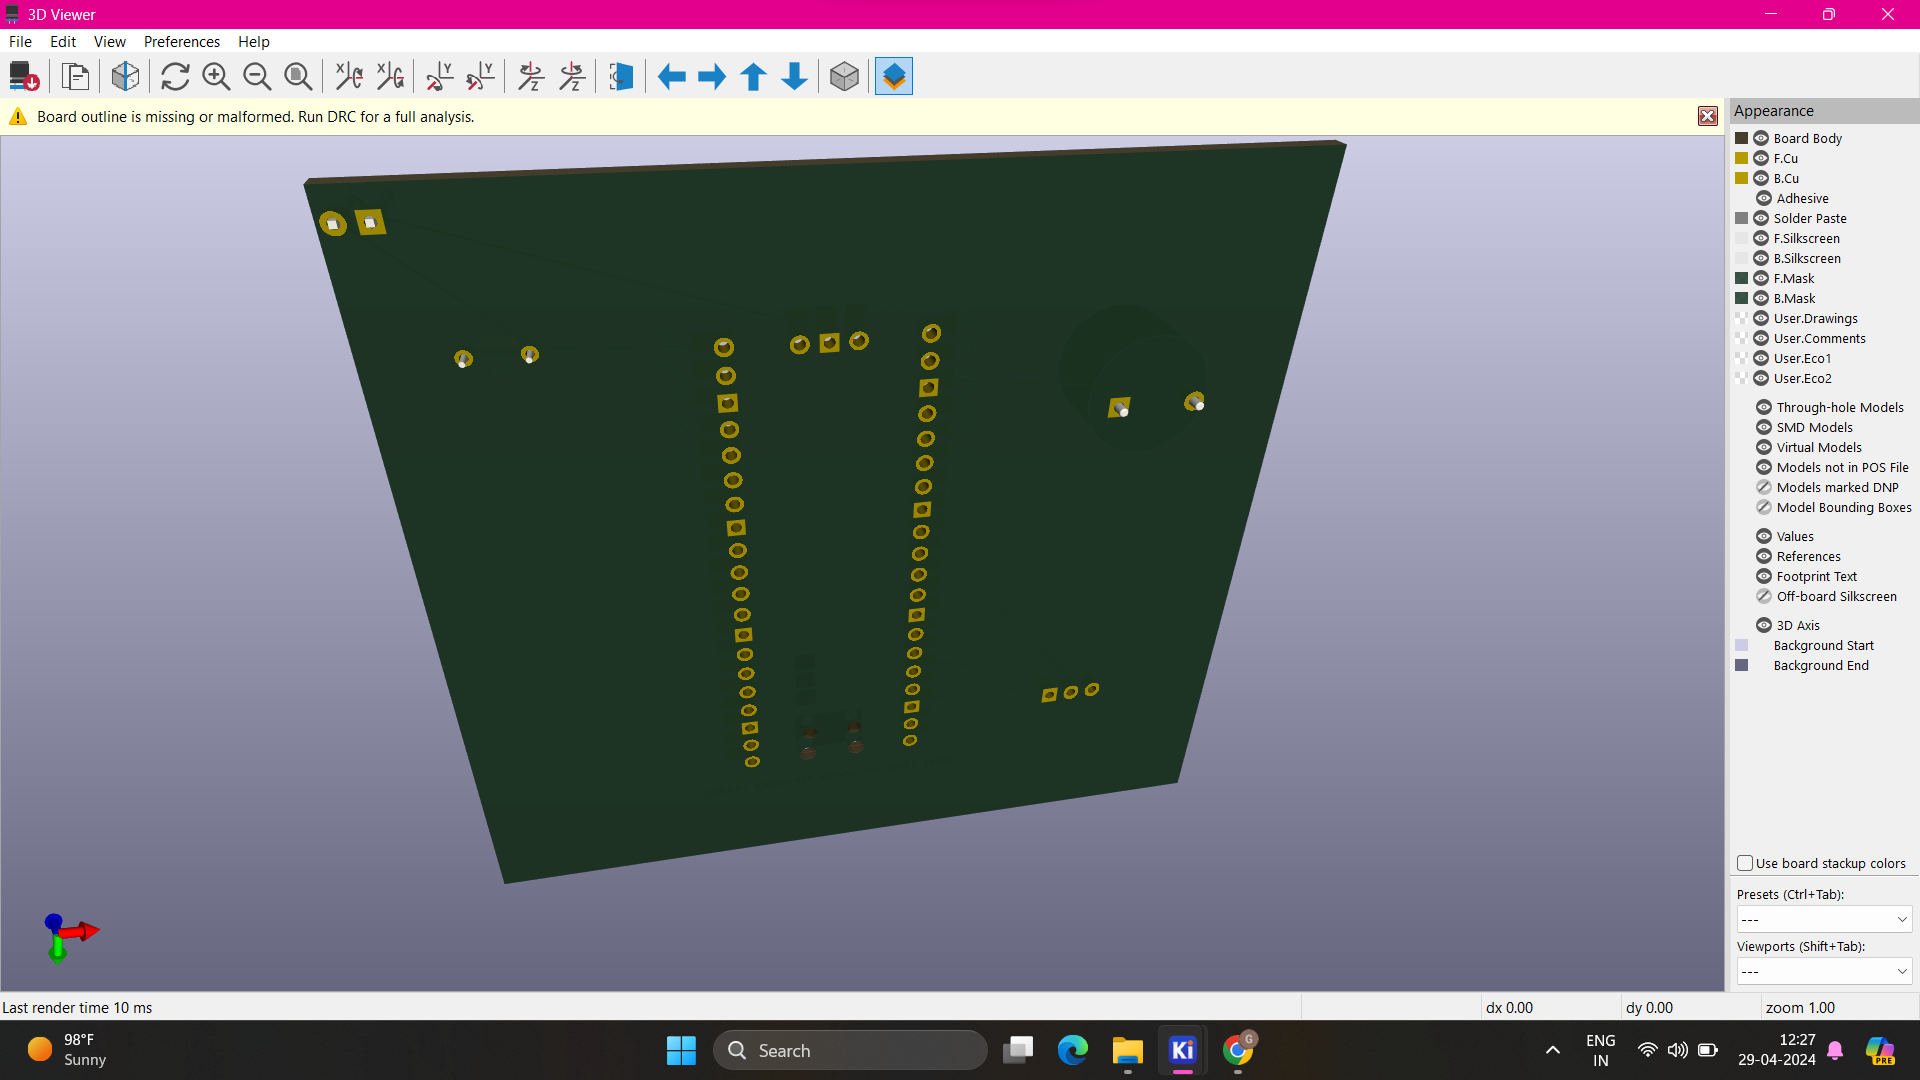 3D Viewer
File Edit View Preferences Help
Board outline is missing or malformed. Run DRC for a full analysis.
Appearance
Board Body
F.Cu
B.Cu
Adhesive
Solder Paste
F.Silkscreen
B.Silkscreen
F.Mask
B.Mask
User.Drawings
User.Comments
User.Eco1
User.Eco2
Through-hole Models
SMD Models
Virtual Models
Models not in POS File
Models marked DNP
Model Bounding Boxes
Values
References
Footprint Text
Off-board Silkscreen
3D Axis
Background Start
Background End
Use board stackup colors
Presets (Ctrl+Tab):
---
Viewports (Shift+Tab):
---
Last render time 10 ms
dx 0.00
dy 0.00
zoom 1.00
98°F
Sunny
Search
Ki
G
ENG
IN
12:27
29-04-2024
PRE